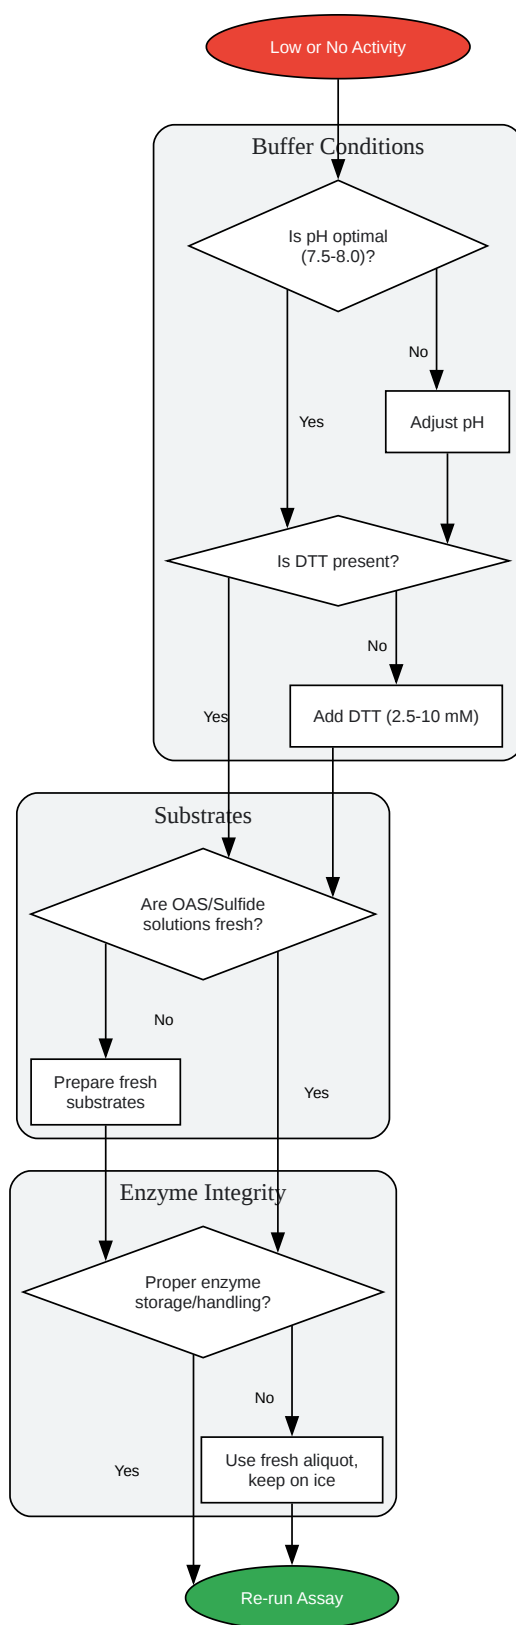 Low or No Activity
Buffer Conditions
Is pH optimal
(7.5-8.0)?
No
Adjust pH
Yes
Is DTT present?
No
Add DTT (2.5-10 mM)
Yes
Substrates
Are OAS/Sulfide
solutions fresh?
No
Prepare fresh
substrates
Yes
Enzyme Integrity
Proper enzyme
storage/handling?
No
Use fresh aliquot,
keep on ice
Yes
Re-run Assay